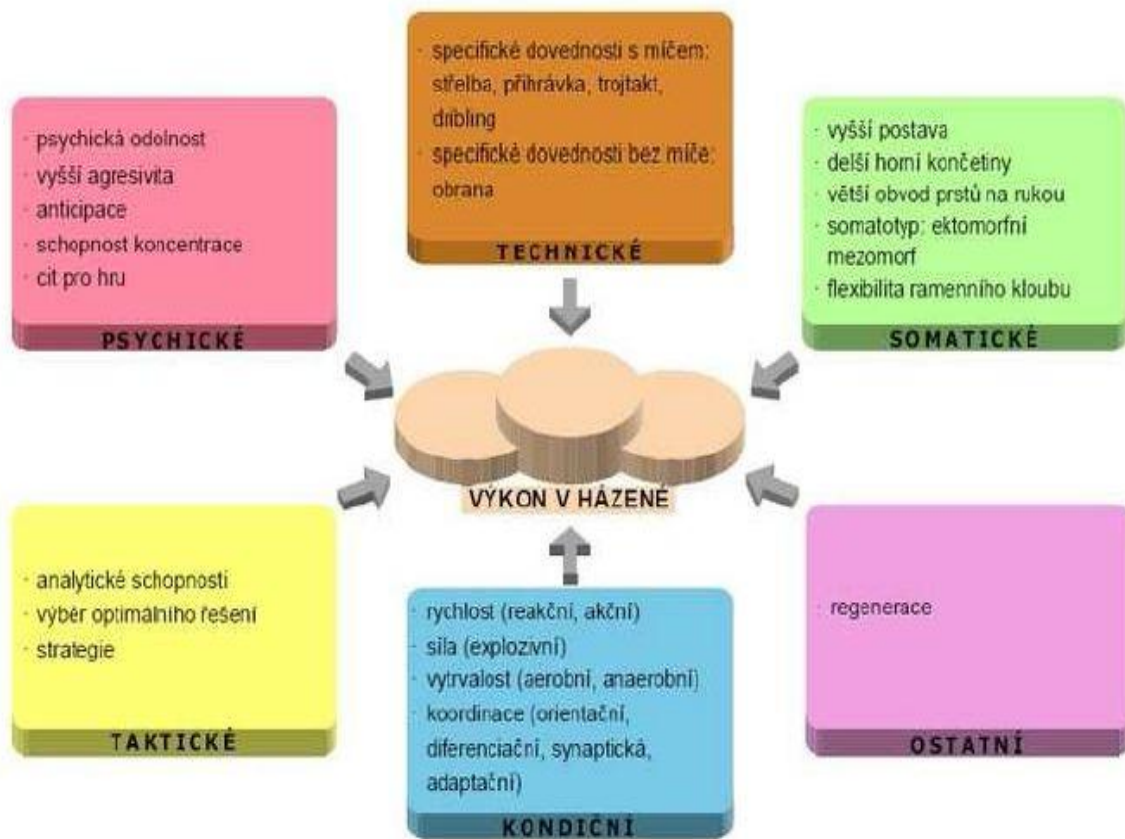 · specifické dovednosti s míčem:
střelba, přihrávka, trojtakt,
dribling
· specifické dovednosti bez míče:
obrana
TECHNICKÉ
· psychická odolnost
· vyšší agresivita
· anticipace
· schopnost koncentrace
· cit pro hru
PSYCHICKÉ
· vyšší postava
· delší horní končetiny
· větší obvod prstů na rukou
· somatotyp: ektomorfní
mezomorf
· flexibilita ramenního kloubu
SOMATICKÉ
VÝKON V HÁZENÉ
· analytické schopnosti
· výběr optimálního řešení
· strategie
TAKTICKÉ
· rychlost (reakční, akční)
· síla (explozivní)
· vytrvalost (aerobní, anaerobní)
· koordinace (orientační,
diferenciační, synaptická,
adaptační)
KONDIČNÍ
· regenerace
OSTATNÍ